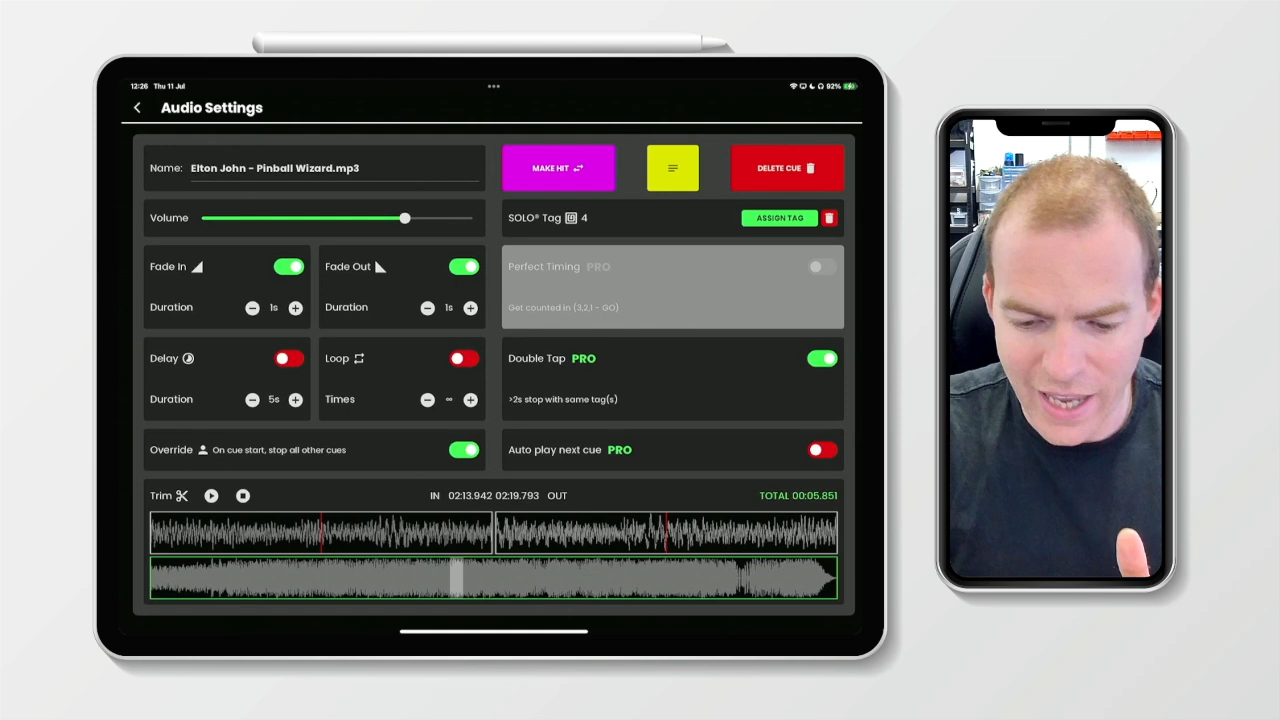 12:26 Thu 11 Jul
92%
Audio Settings
Name: Elton John - Pinball Wizard.mp3
MAKE HIT
DELETE CUE
Volume
SOLO® Tag 4
ASSIGN TAG
Fade In
Fade Out
Perfect Timing PRO
Duration 1s
Duration 1s
Get counted in (3,2,1 - GO)
Delay
Loop
Double Tap PRO
Duration 5s
Times ∞
>2s stop with same tag(s)
Override On cue start, stop all other cues
Auto play next cue PRO
Trim
IN 02:13.942 02:19.793 OUT
TOTAL 00:05.851